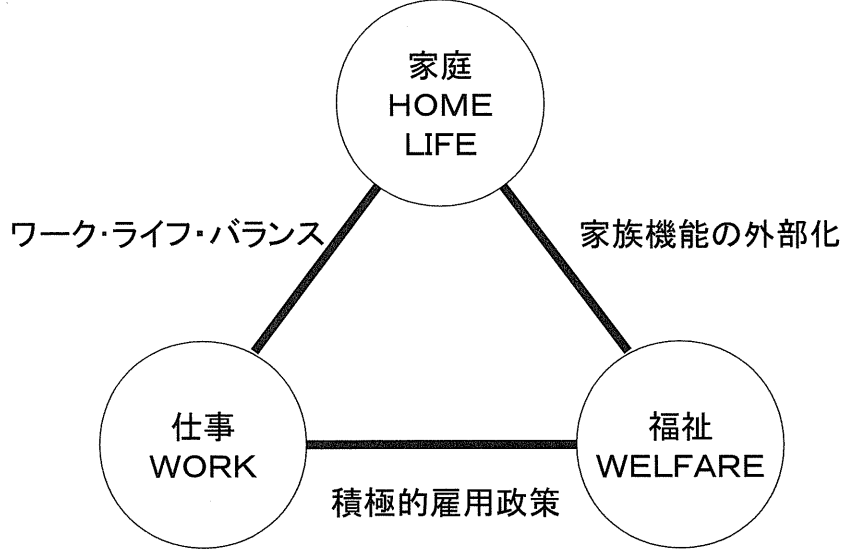 家庭
HOME
LIFE
ワーク・ライフ・バランス
家族機能の外部化
仕事
WORK
福祉
WELFARE
積極的雇用政策